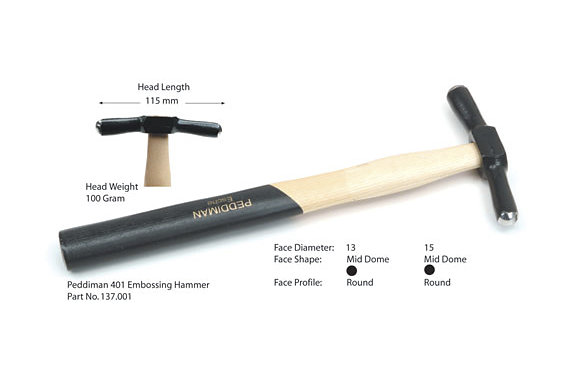 Head Length
115 mm
Head Weight
100 Gram
PEDDIMAN
Esche
Face Diameter: 13 15
Face Shape: Mid Dome Mid Dome
Face Profile: Round Round
Peddiman 401 Embossing Hammer
Part No. 137.001